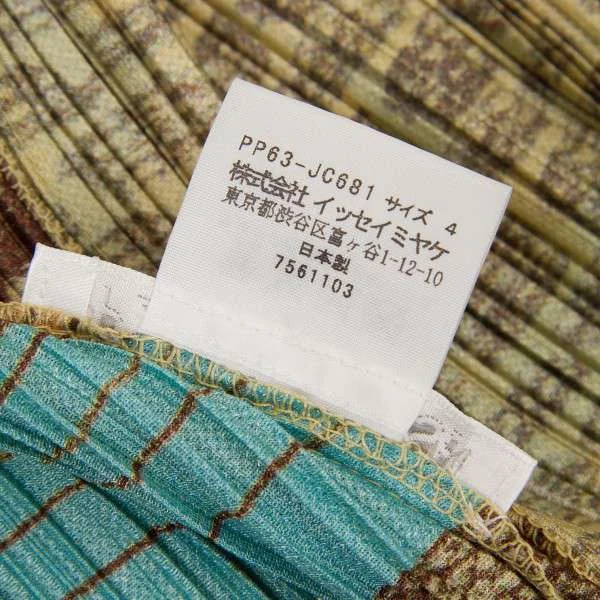 PP63-JC681 サイズ 4
株式会社 イッセイミヤケ
東京都渋谷区富ヶ谷1-12-10
日本製
7561103